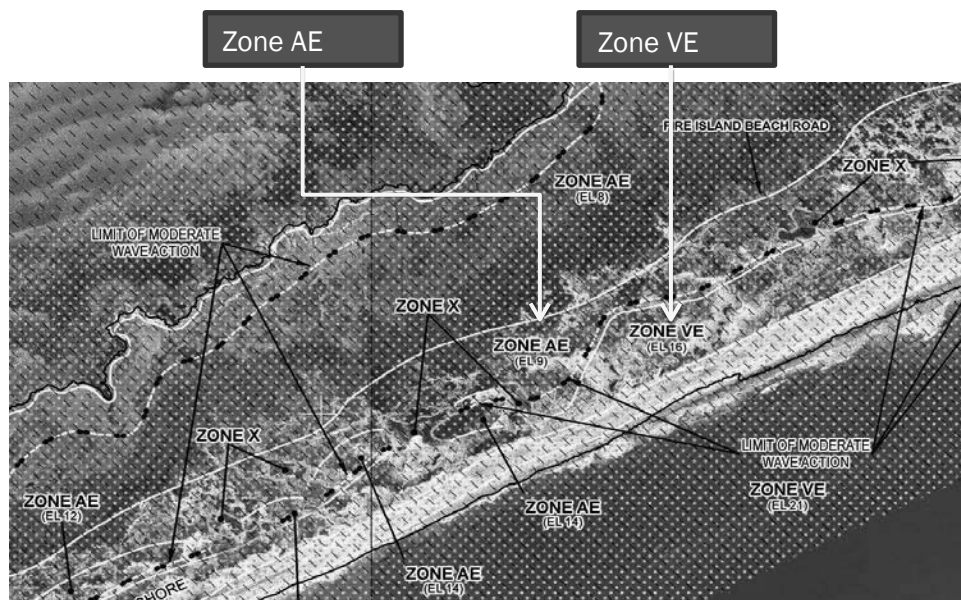 Zone AE
Zone VE
FIRE ISLAND BEACH ROAD
ZONE X
ZONE AE
(EL 8)
LIMIT OF MODERATE
WAVE ACTION
ZONE X
ZONE AE
(EL 9)
ZONE VE
(EL 16)
ZONE X
LIMIT OF MODERATE
WAVE ACTION
ZONE AE
(EL 12)
ZONE VE
(EL 21)
ZONE AE
(EL 14)
ZONE AE
(EL 14)
SHORE